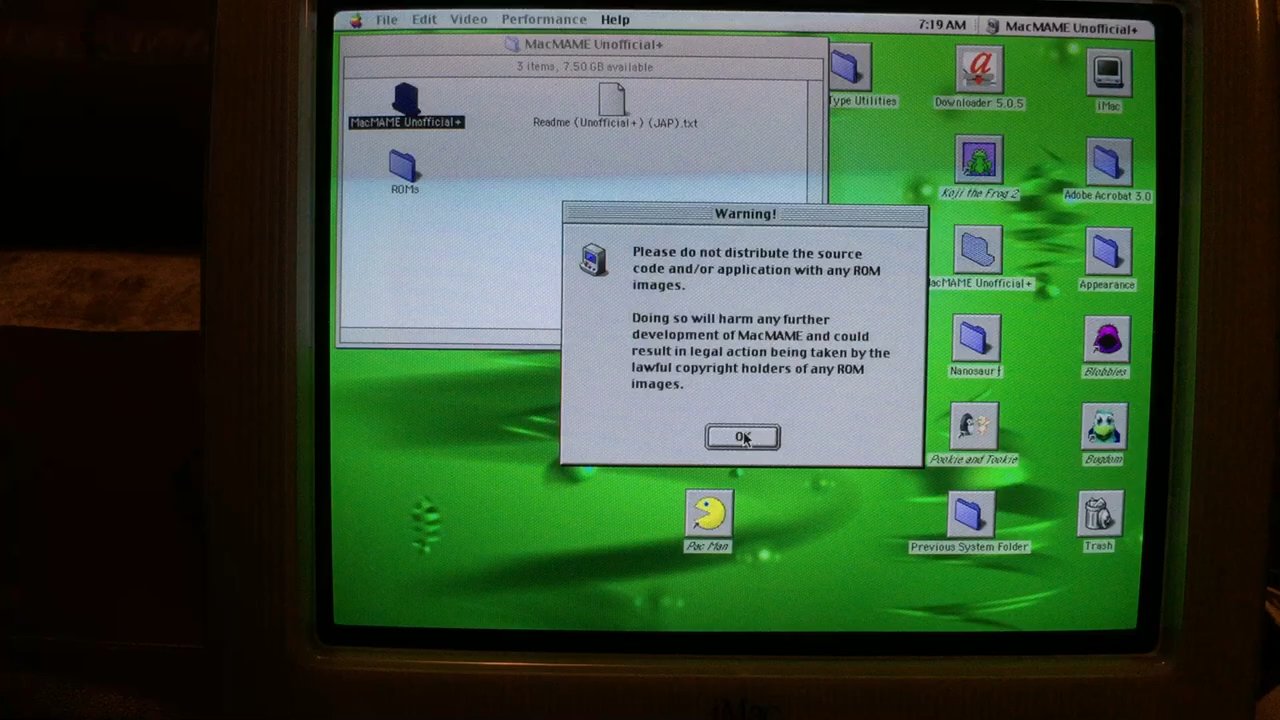 File Edit Video Performance Help
7:19 AM MacMAME Unofficial+
MacMAME Unofficial+
3 items, 7.50 GB available
MacMAME Unofficial+
Readme (Unofficial+) (JAP).txt
ROMs
Warning!
Please do not distribute the source
code and/or application with any ROM
images.
Doing so will harm any further
development of MacMAME and could
result in legal action being taken by the
lawful copyright holders of any ROM
images.
OK
Type Utilities
Downloader 5.0.5
iMac
Koji the Frog 2
Adobe Acrobat 3.0
acMAME Unofficial+
Appearance
Nanosaur ƒ
Blobbies
Pookie and Tookie
Bugdom
Pac Man
Previous System Folder
Trash
iMac